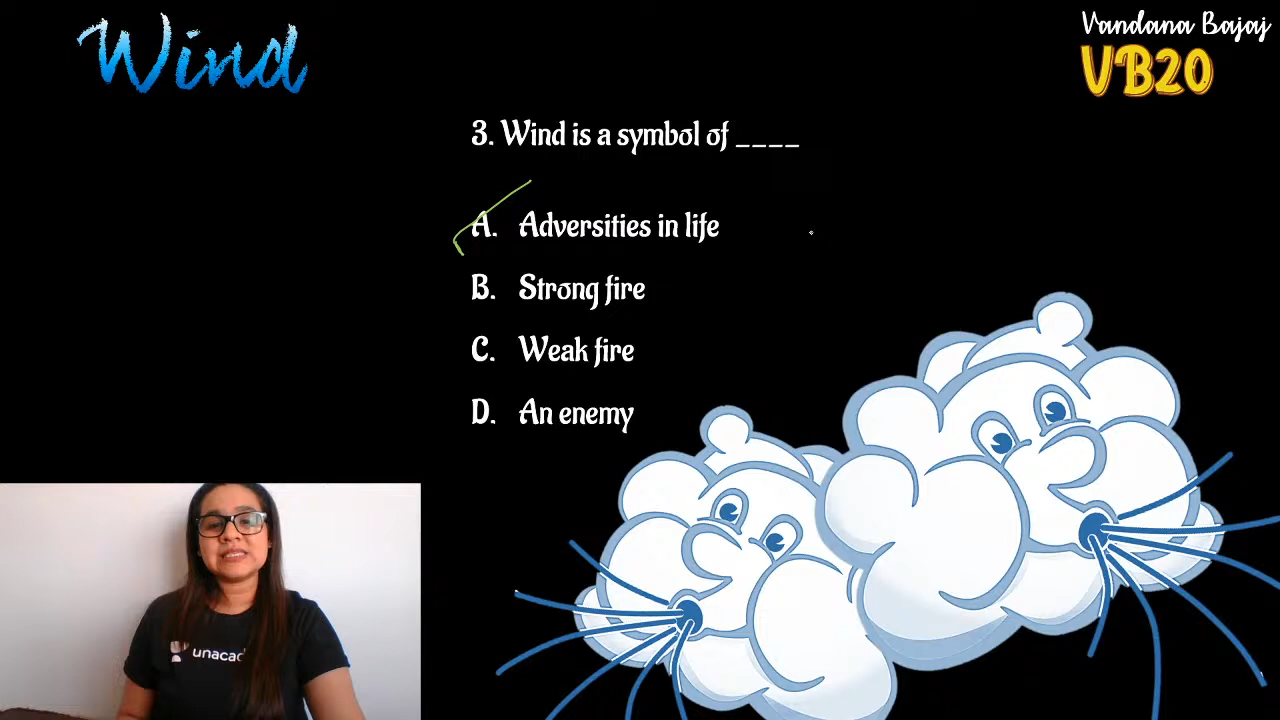 Wind
Vandana Bajaj
VB20
3. Wind is a symbol of ____
A. Adversities in life
B. Strong fire
C. Weak fire
D. An enemy
unacad